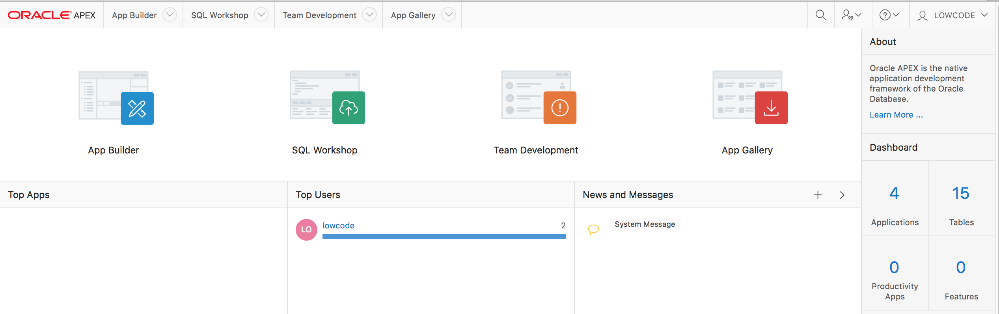 ORACLE APEX
App Builder
SQL Workshop
Team Development
App Gallery
LOWCODE
App Builder
SQL Workshop
Team Development
App Gallery
About
Oracle APEX is the native
application development
framework of the Oracle
Database.
Learn More ...
Dashboard
4
Applications
15
Tables
0
Productivity
Apps
0
Features
Top Apps
Top Users
LO
lowcode
2
News and Messages
System Message